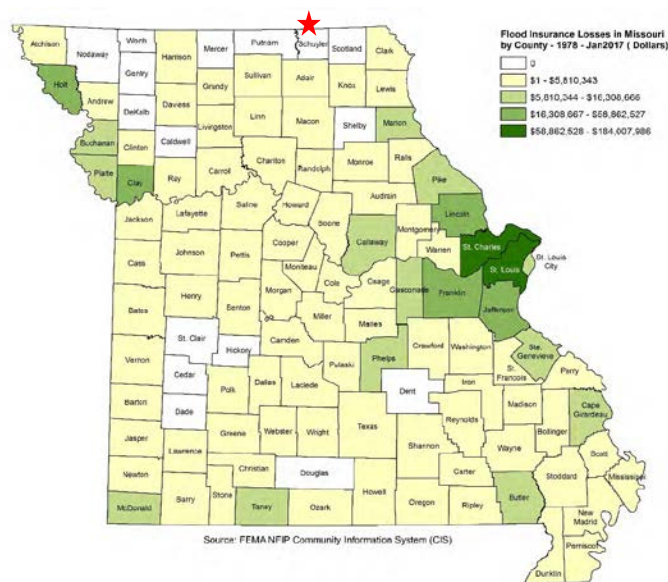 Flood Insurance Losses in Missouri
by County - 1978 - Jan2017 ( Dollars)
0
$1 - $5,810,343
$5,810,344 - $16,308,666
$16,308,667 - $58,862,527
$58,862,528 - $184,007,986
Atchison
Nodaway
Worth
Harrison
Mercer
Putnam
Schuyler
Scotland
Clark
Gentry
Holt
Andrew
DeKalb
Daviess
Grundy
Sullivan
Adair
Knox
Lewis
Linn
Macon
Shelby
Marion
Buchanan
Clinton
Caldwell
Livingston
Platte
Clay
Ray
Carroll
Chariton
Randolph
Monroe
Ralls
Pike
Audrain
Jackson
Lafayette
Saline
Howard
Boone
Callaway
Montgomery
Lincoln
Warren
St. Charles
St. Louis
St. Louis
City
Cass
Johnson
Pettis
Cooper
Moniteau
Cole
Osage
Gasconade
Franklin
Jefferson
Bates
Henry
Benton
Morgan
Miller
Maries
St. Clair
Hickory
Camden
Phelps
Crawford
Washington
Ste.
Genevieve
Vernon
Cedar
Polk
Dallas
Laclede
Pulaski
Dent
Iron
St.
Francois
Perry
Barton
Dade
Greene
Webster
Wright
Texas
Reynolds
Madison
Bollinger
Cape
Girardeau
Jasper
Lawrence
Christian
Douglas
Shannon
Wayne
Scott
Mississippi
Newton
Carter
Stoddard
McDonald
Barry
Stone
Taney
Ozark
Howell
Oregon
Ripley
Butler
New
Madrid
Pemiscot
Dunklin
Source: FEMA NFIP Community Information System (CIS)